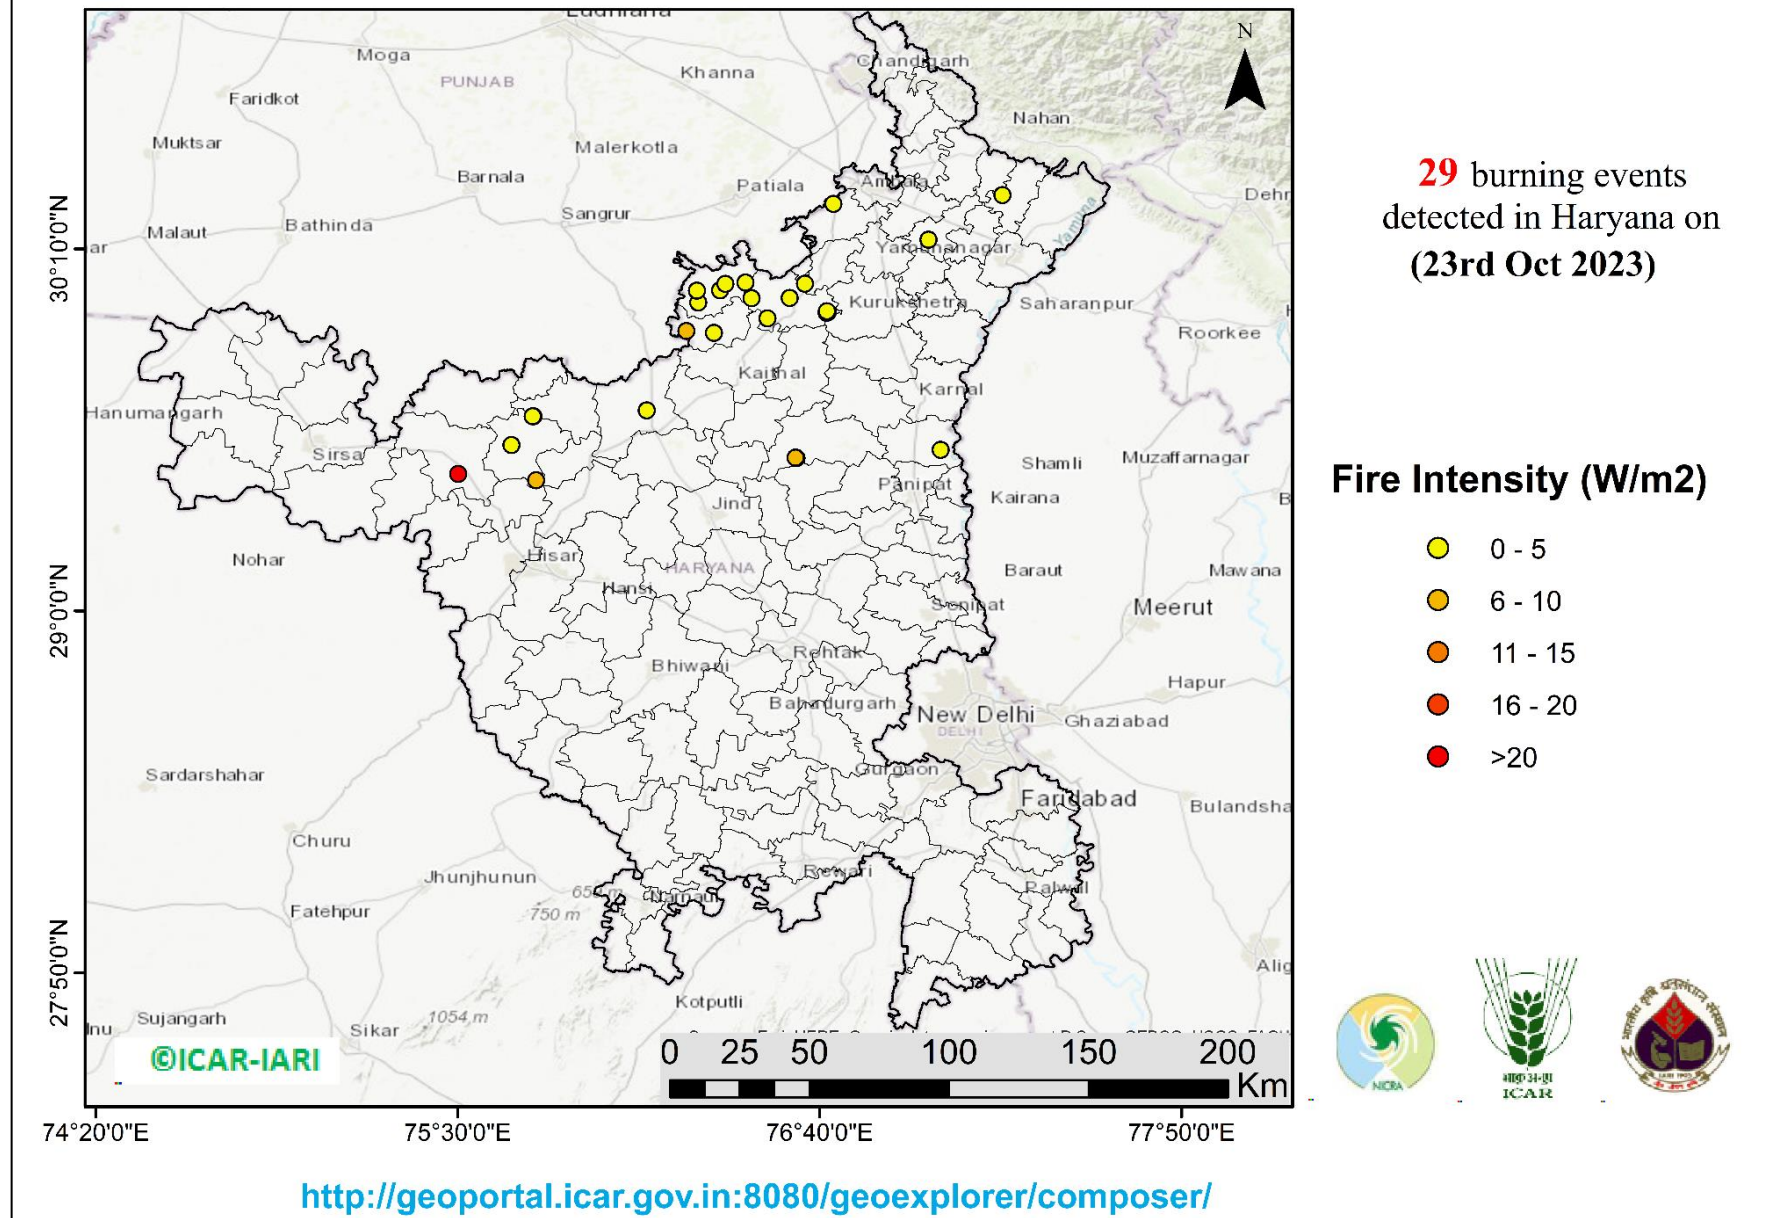 Ludhiana
Moga
PUNJAB
Khanna
Chandigarh
N
Faridkot
Nahan
Muktsar
Malerkotla
Barnala
Patiala
Ambala
Dehr
Sangrur
Malaut
Bathinda
ar
Yamunanagar
Yamuna
Kurukshetra
Saharanpur
Roorkee
Kaithal
Karnal
Hanumangarh
Sirsa
Shamli
Muzaffarnagar
Panipat
Kairana
Jind
Nohar
Hisar
HARYANA
Baraut
Mawana
Hansi
Sonipat
Meerut
Rohtak
Bhiwani
Hapur
Bahadurgarh
New Delhi
DELHI
Ghaziabad
Gurgaon
Sardarshahar
Faridabad
Bulandsha
Churu
Jhunjhunun
Rewari
Narnaul
Palwal
Fatehpur
750 m
Alig
Kotputli
Sujangarh
1054 m
Sikar
©ICAR-IARI
0 25 50 100 150 200
Km
30°10'0"N
29°0'0"N
27°50'0"N
74°20'0"E 75°30'0"E 76°40'0"E 77°50'0"E
29 burning events
detected in Haryana on
(23rd Oct 2023)
Fire Intensity (W/m2)
0 - 5
6 - 10
11 - 15
16 - 20
>20
NICRA
भाकृअनुप
ICAR
http://geoportal.icar.gov.in:8080/geoexplorer/composer/